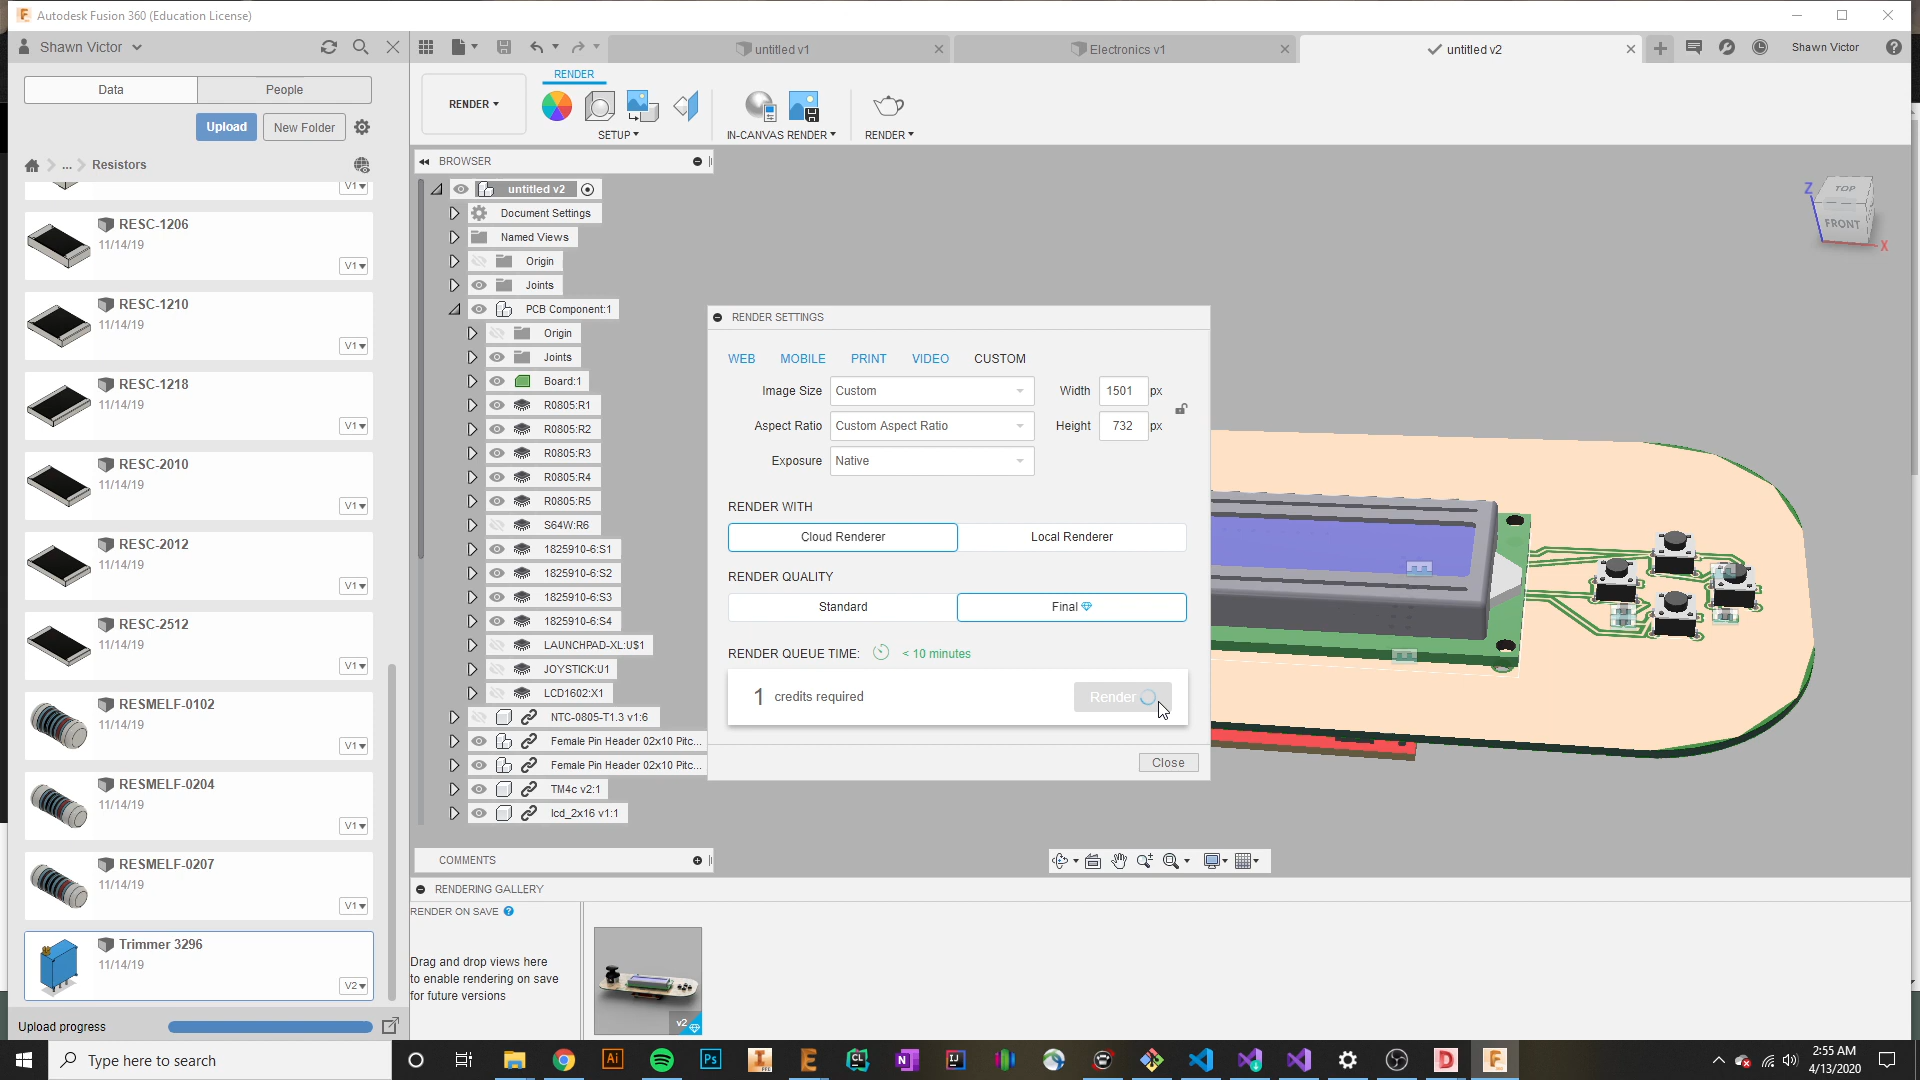 Autodesk Fusion 360 (Education License)
Shawn Victor
untitled v1
Electronics v1
untitled v2
Shawn Victor
Data
People
Upload
New Folder
... Resistors
V1
RESC-1206
11/14/19
V1
RESC-1210
11/14/19
V1
RESC-1218
11/14/19
V1
RESC-2010
11/14/19
V1
RESC-2012
11/14/19
V1
RESC-2512
11/14/19
V1
RESMELF-0102
11/14/19
V1
RESMELF-0204
11/14/19
V1
RESMELF-0207
11/14/19
V1
Trimmer 3296
11/14/19
V2
Upload progress
RENDER
RENDER
SETUP
IN-CANVAS RENDER
RENDER
BROWSER
untitled v2
Document Settings
Named Views
Origin
Joints
PCB Component:1
Origin
Joints
Board:1
R0805:R1
R0805:R2
R0805:R3
R0805:R4
R0805:R5
S64W:R6
1825910-6:S1
1825910-6:S2
1825910-6:S3
1825910-6:S4
LAUNCHPAD-XL:U$1
JOYSTICK:U1
LCD1602:X1
NTC-0805-T1.3 v1:6
Female Pin Header 02x10 Pitc...
Female Pin Header 02x10 Pitc...
TM4c v2:1
lcd_2x16 v1:1
COMMENTS
Z
TOP
FRONT
X
RENDER SETTINGS
WEB MOBILE PRINT VIDEO CUSTOM
Image Size Custom Width 1501 px
Aspect Ratio Custom Aspect Ratio Height 732 px
Exposure Native
RENDER WITH
Cloud Renderer Local Renderer
RENDER QUALITY
Standard Final
RENDER QUEUE TIME: < 10 minutes
1 credits required Render
Close
RENDERING GALLERY
RENDER ON SAVE
Drag and drop views here
to enable rendering on save
for future versions
v2
Type here to search
2:55 AM
4/13/2020